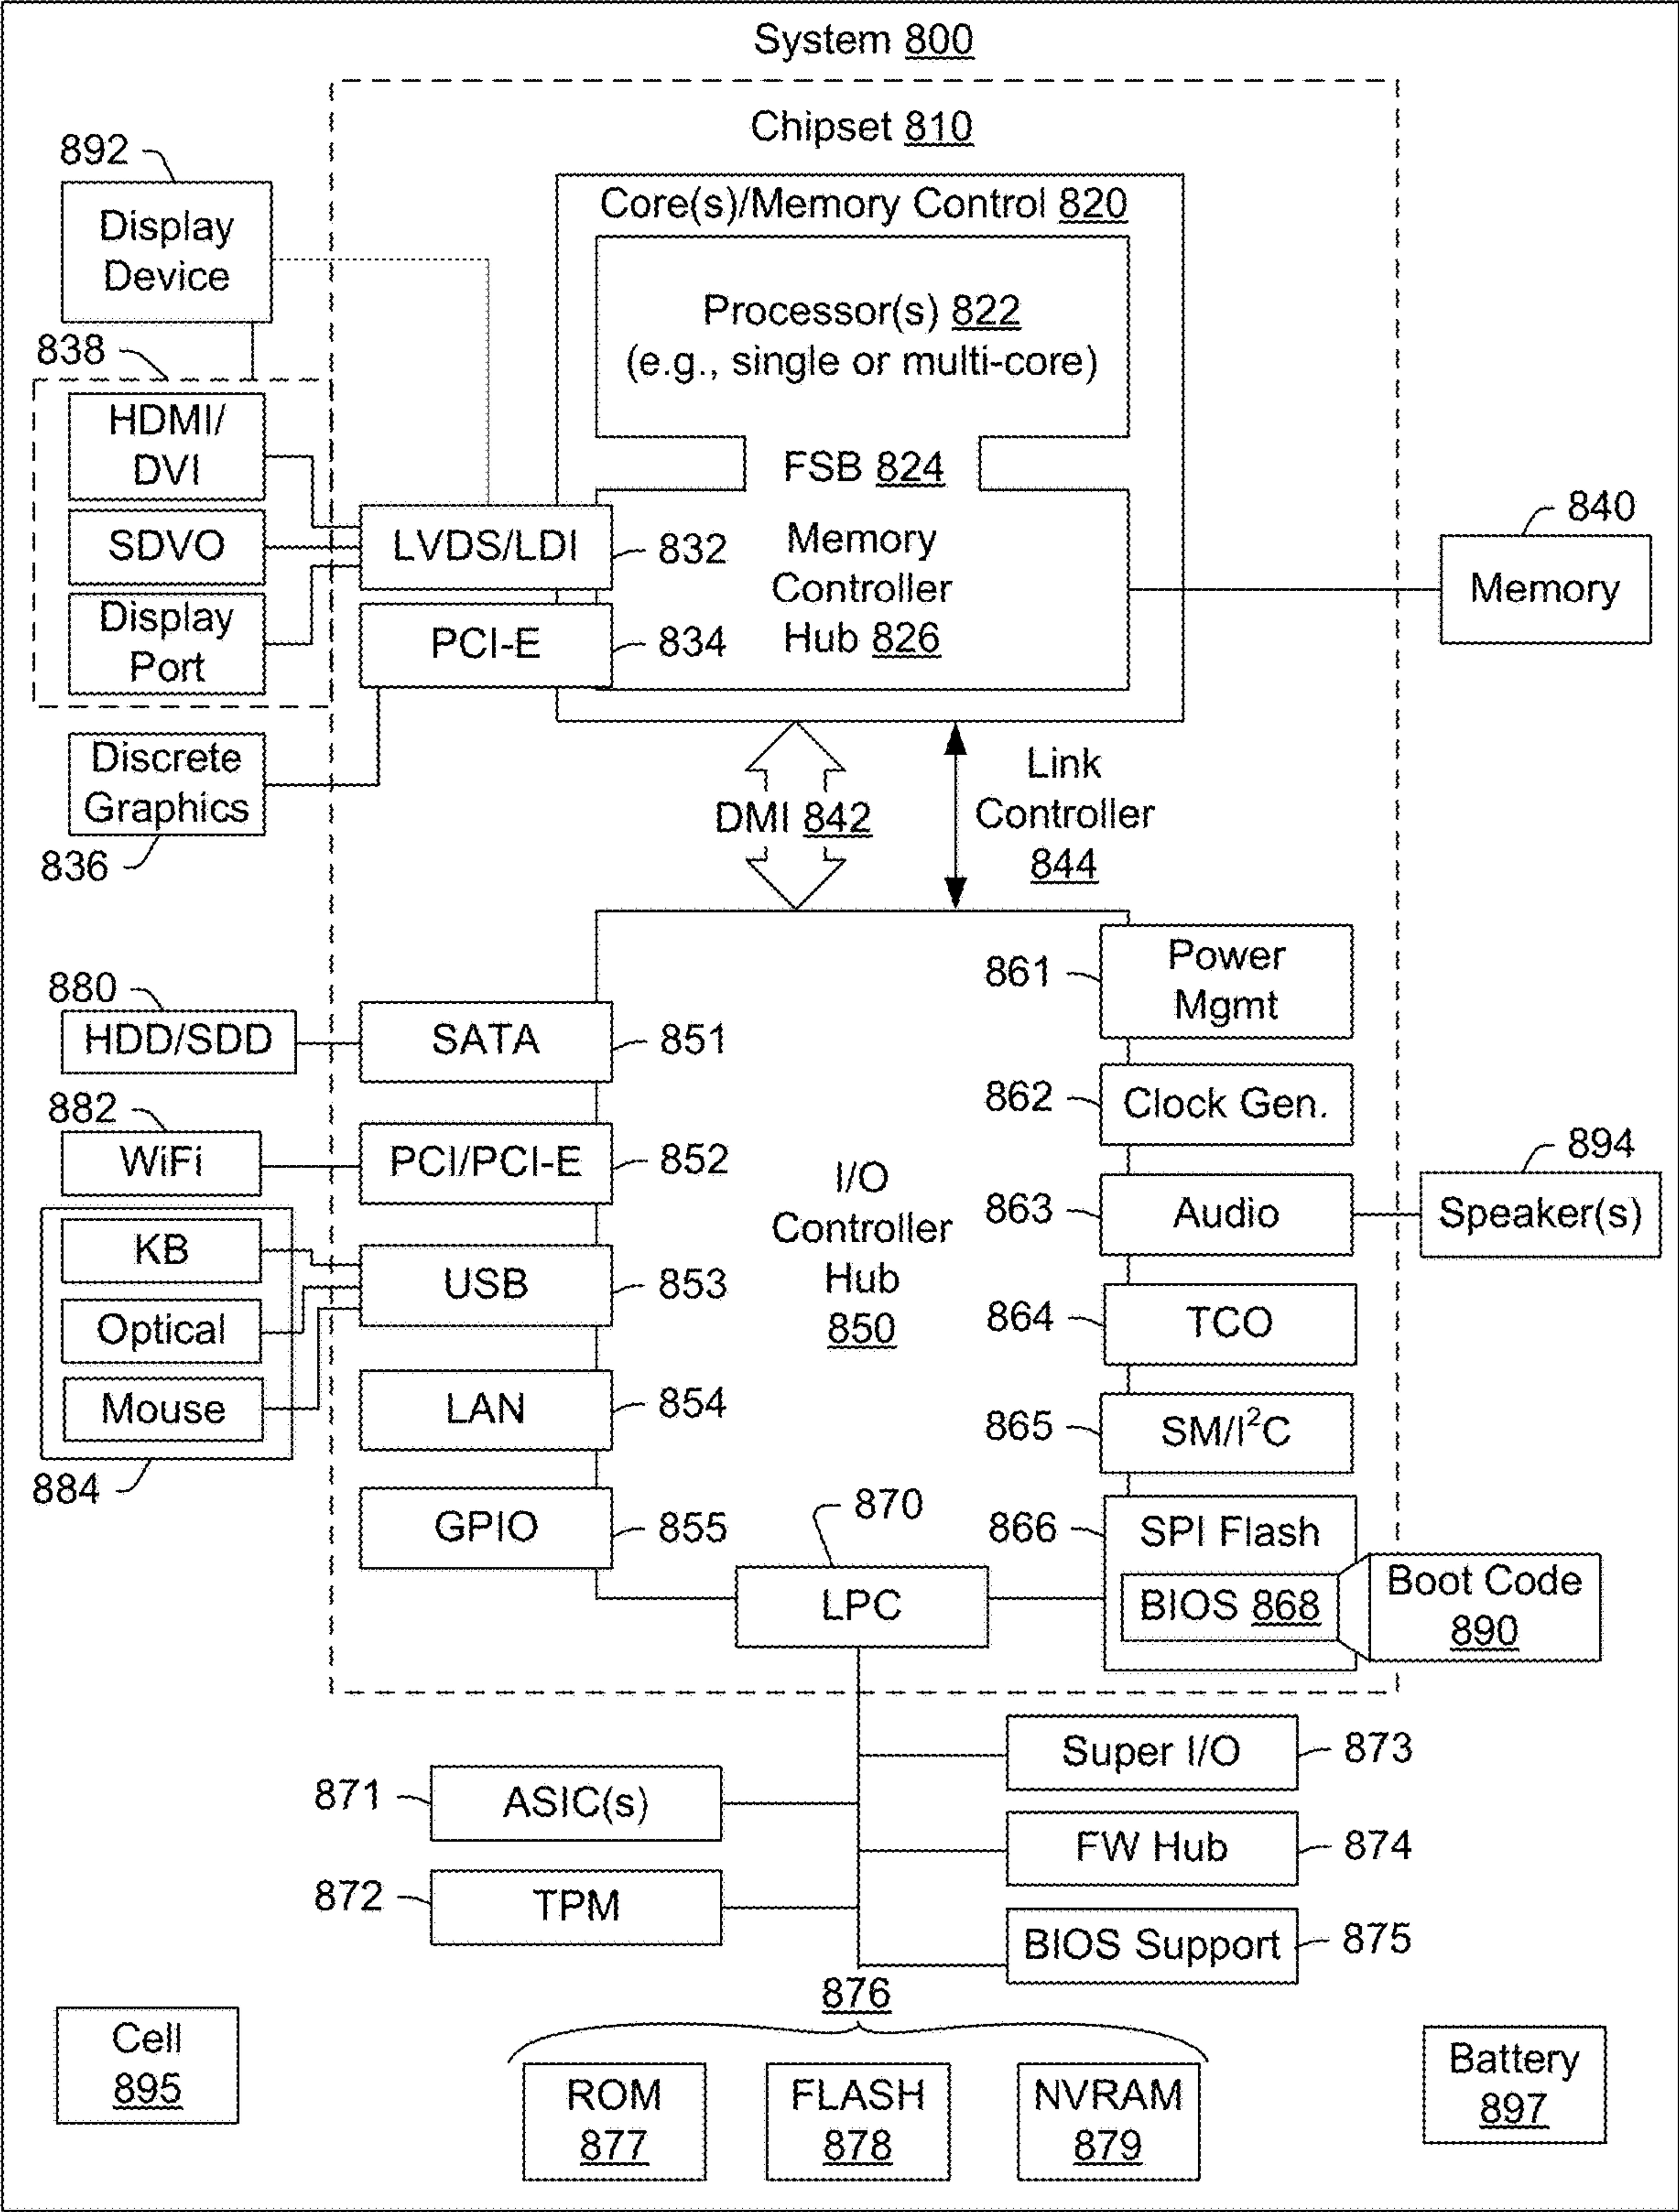 System 800
Chipset 810
892
Display
Device
Core(s)/Memory Control 820
Processor(s) 822
(e.g., single or multi-core)
838
HDMI/
DVI
SDVO
Display
Port
FSB 824
LVDS/LDI
832
PCI-E
834
Memory
Controller
Hub 826
840
Memory
Discrete
Graphics
836
DMI 842
Link
Controller
844
880
HDD/SDD
SATA
851
882
WiFi
PCI/PCI-E
852
KB
Optical
Mouse
884
USB
853
LAN
854
GPIO
855
I/O
Controller
Hub
850
861
Power
Mgmt
862
Clock Gen.
863
Audio
894
Speaker(s)
864
TCO
865
SM/I²C
866
SPI Flash
BIOS 868
Boot Code
890
870
LPC
871
ASIC(s)
872
TPM
Super I/O
873
FW Hub
874
BIOS Support
875
876
Cell
895
ROM
877
FLASH
878
NVRAM
879
Battery
897